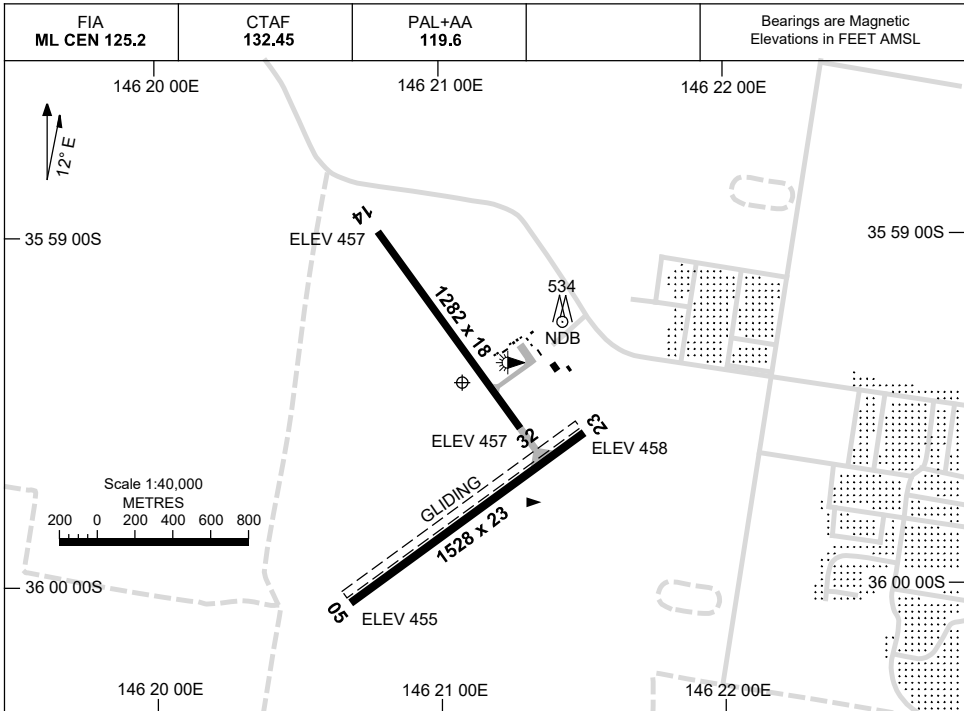 FIA
ML CEN 125.2
CTAF
132.45
PAL+AA
119.6
Bearings are Magnetic
Elevations in FEET AMSL
146 20 00E
146 21 00E
146 22 00E
12° E
14
35 59 00S
ELEV 457
35 59 00S
534
NDB
1282 x 18
ELEV 457
32
23
ELEV 458
Scale 1:40,000
METRES
200 0 200 400 600 800
GLIDING
1528 x 23
36 00 00S
36 00 00S
05
ELEV 455
146 20 00E
146 21 00E
146 22 00E